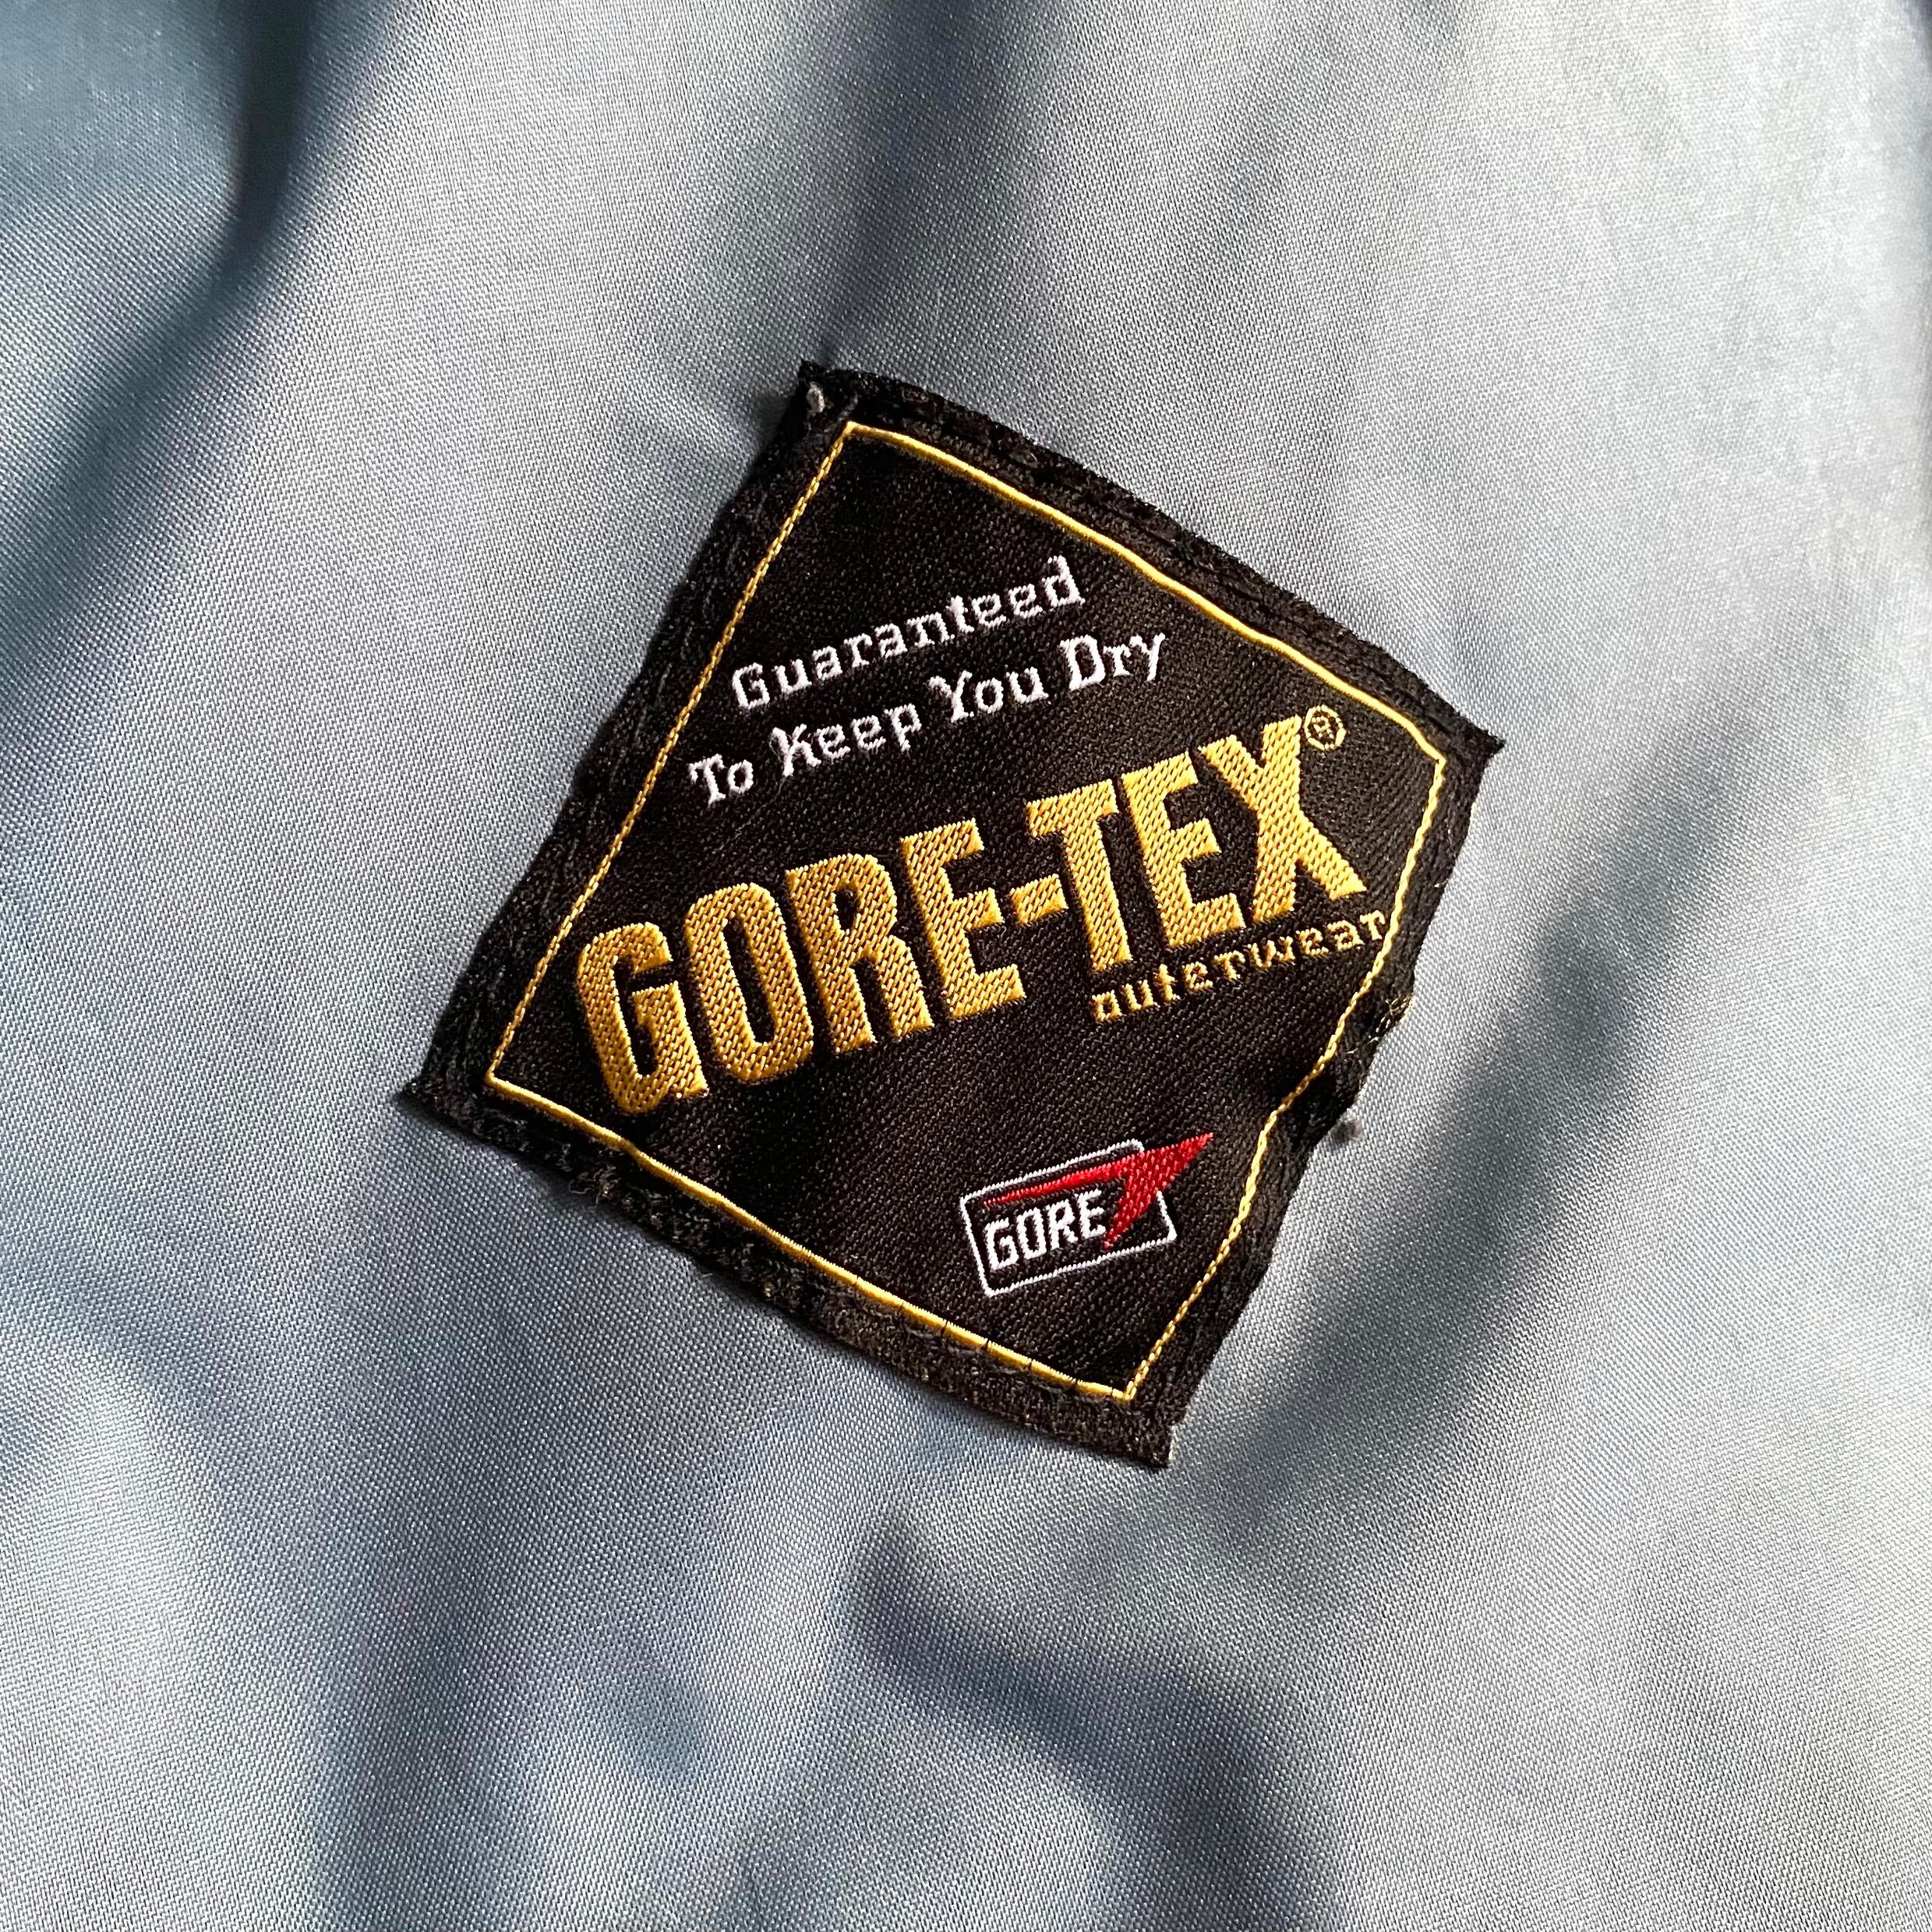 Guaranteed
To Keep You Dry
GORE-TEX®
outerwear
GORE